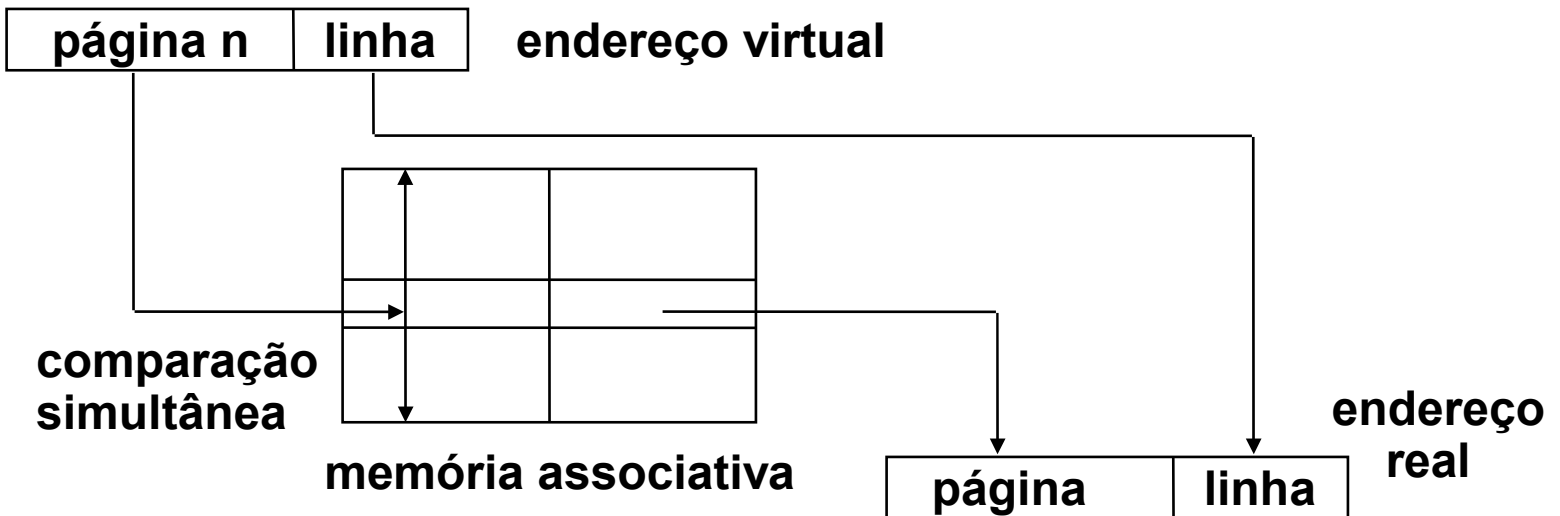 página n linha endereço virtual
comparação
simultânea
memória associativa
endereço
real
página linha